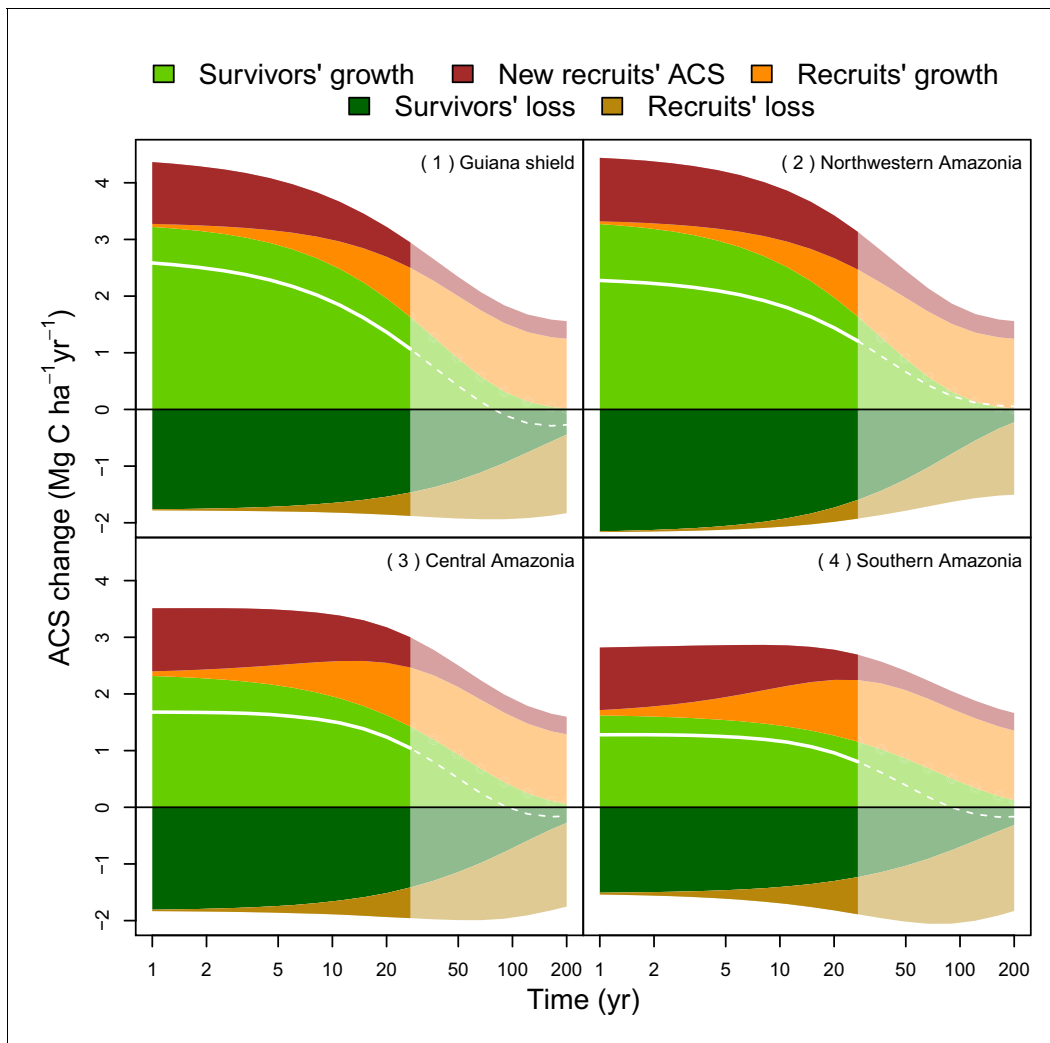 Survivors' growth New recruits' ACS Recruits' growth
Survivors' loss Recruits' loss
( 1 ) Guiana shield
( 2 ) Northwestern Amazonia
4
3
2
1
0
−1
−2
( 3 ) Central Amazonia
( 4 ) Southern Amazonia
4
3
2
1
0
−1
−2
ACS change (Mg C ha⁻¹yr⁻¹)
1 2 5 10 20 50 100 200
1 2 5 10 20 50 100 200
Time (yr)